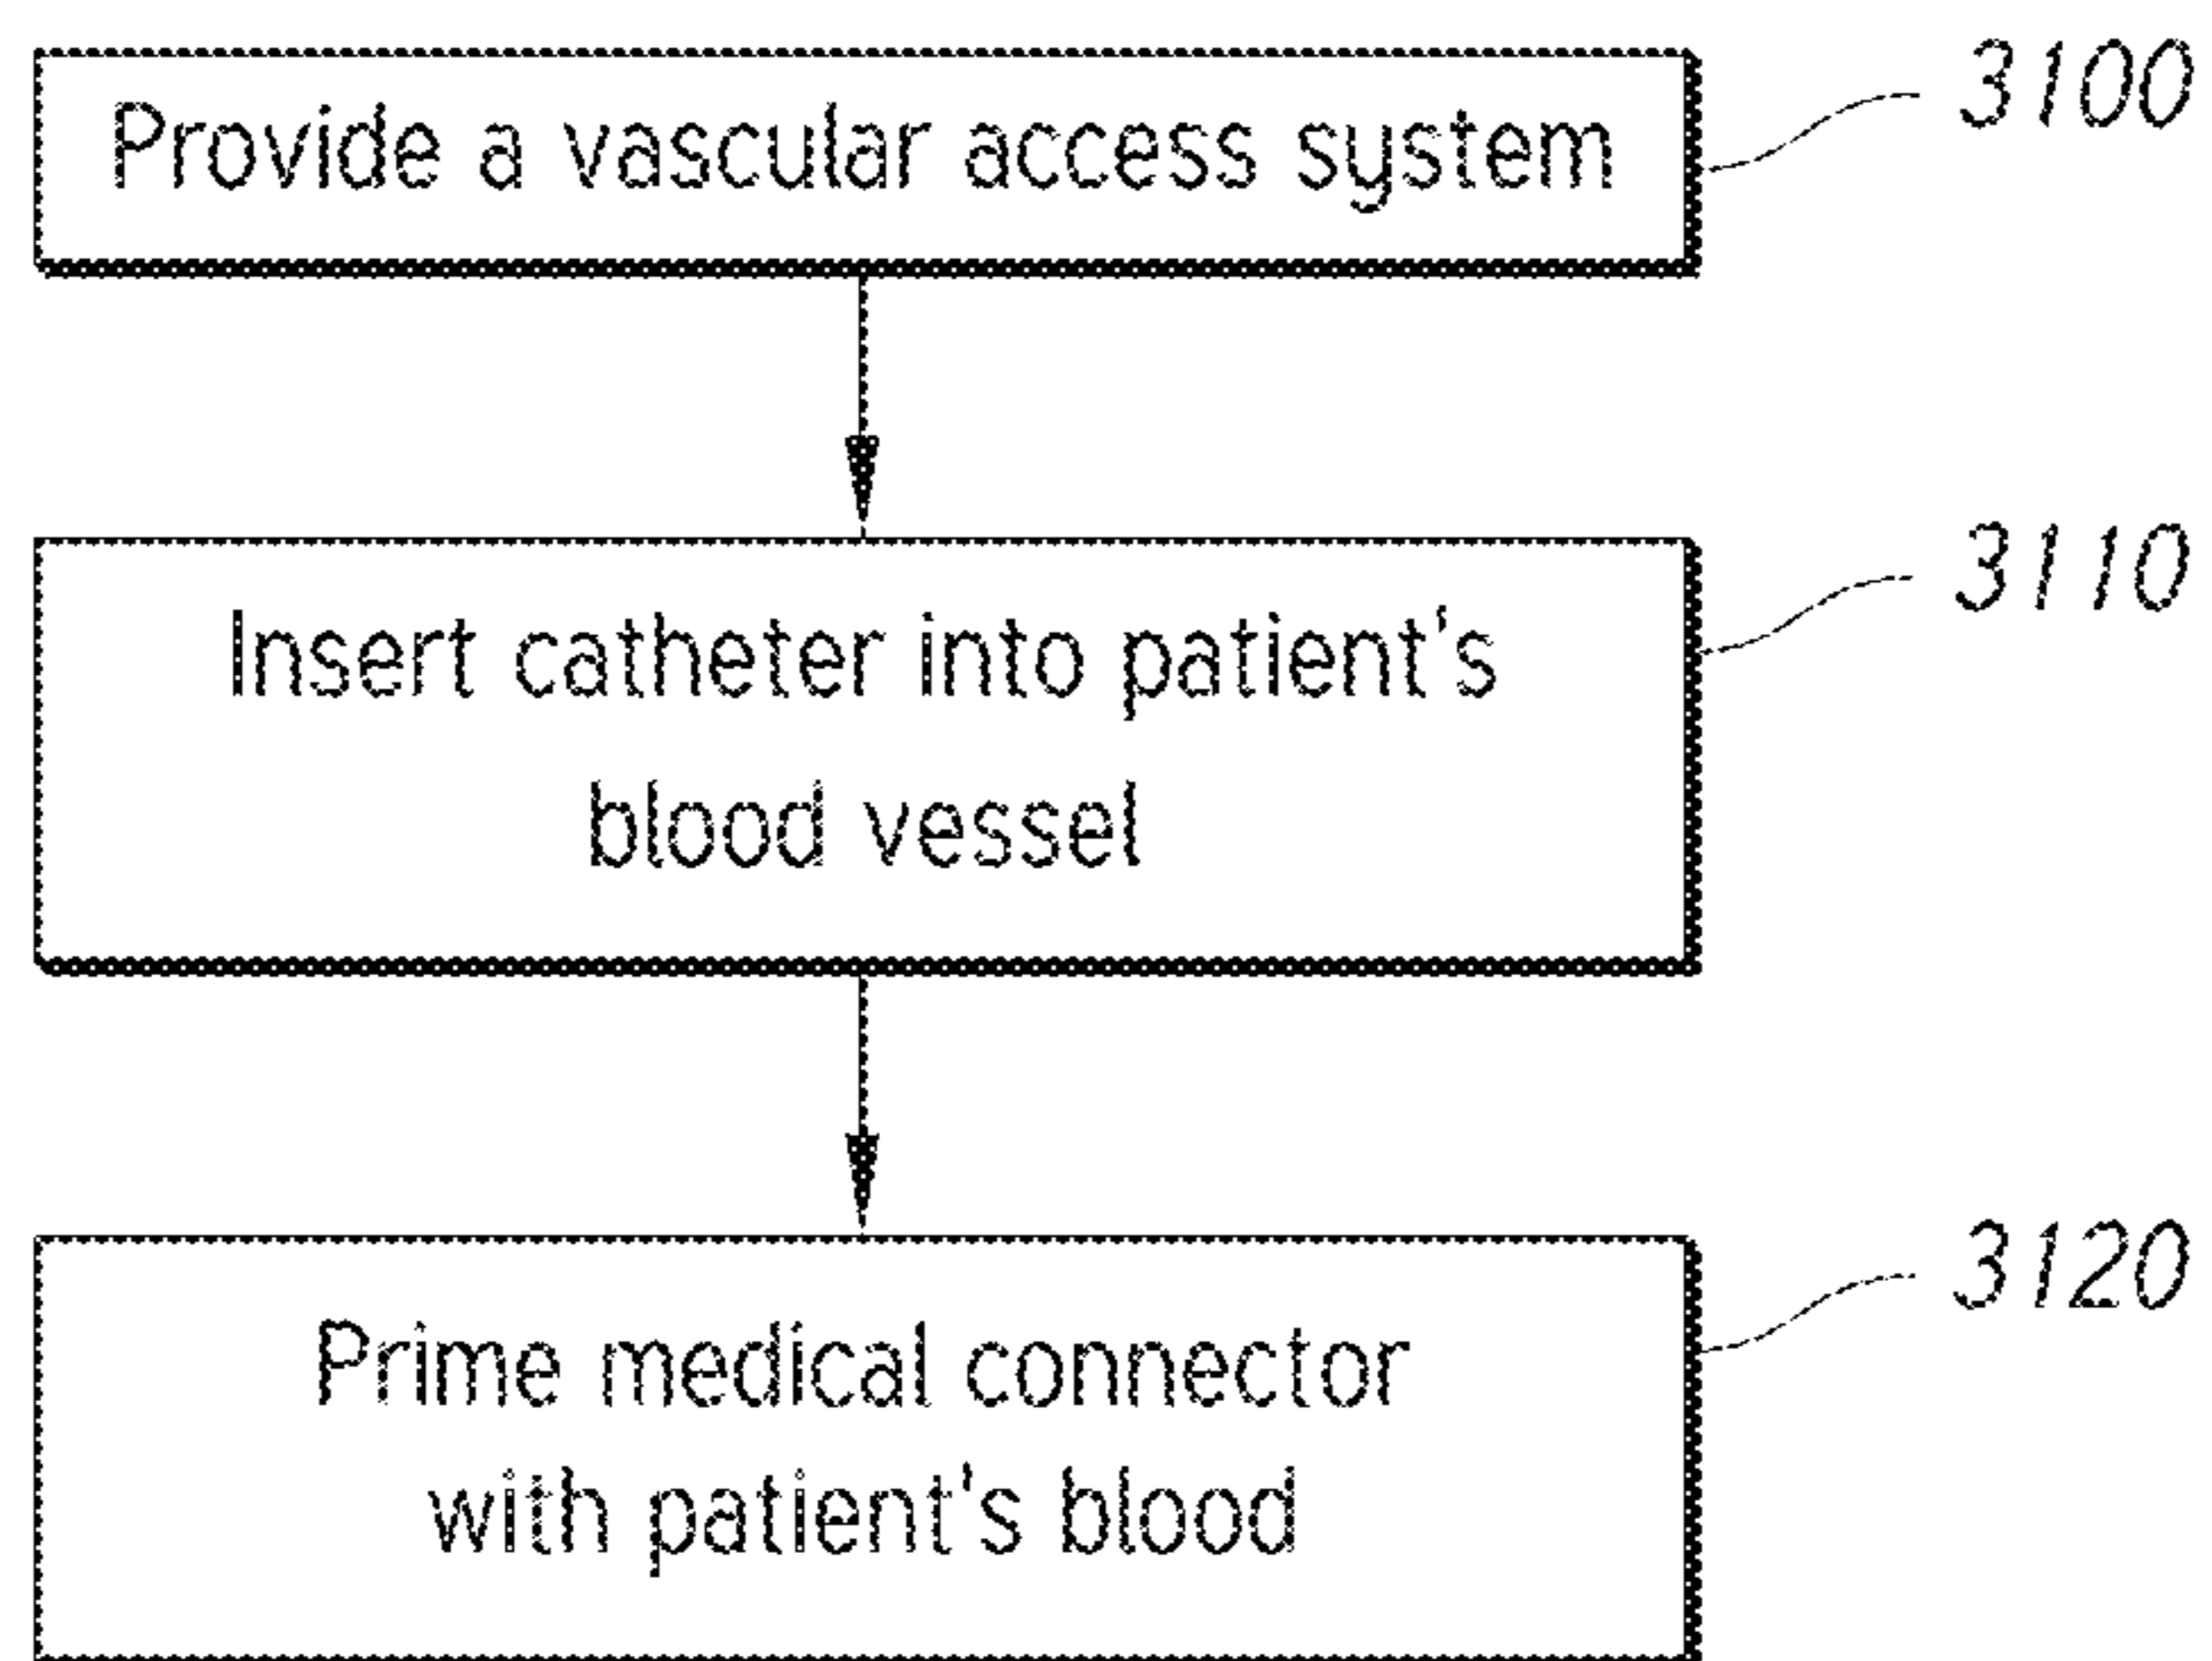 Provide a vascular access system
3100
Insert catheter into patient's
blood vessel
3110
Prime medical connector
with patient's blood
3120